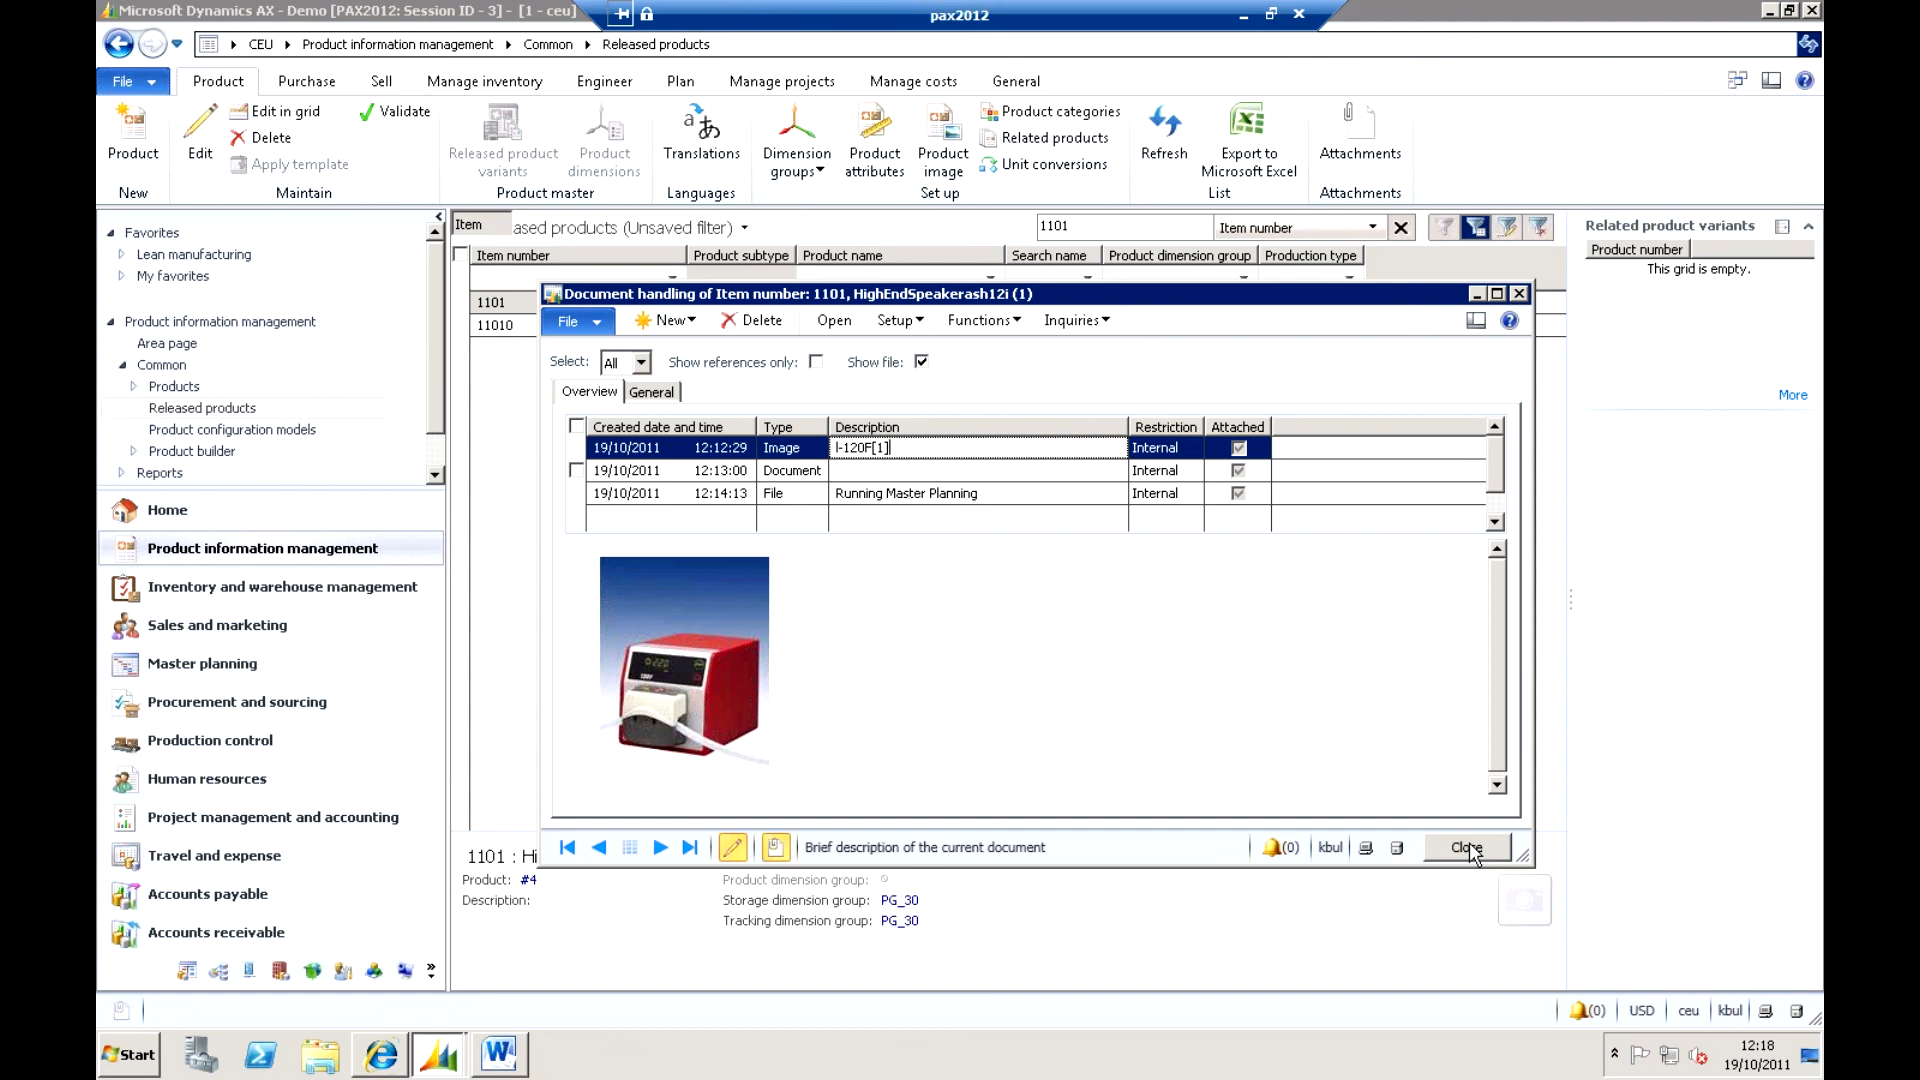 Microsoft Dynamics AX - Demo [PAX2012: Session ID - 3] - [1 - ceu]
pax2012
CEU Product information management Common Released products
File Product Purchase Sell Manage inventory Engineer Plan Manage projects Manage costs General
Product
New
Edit
Edit in grid
Delete
Apply template
Validate
Maintain
Released product variants
Product dimensions
Product master
Translations
Languages
Dimension groups
Product attributes
Product image
Product categories
Related products
Unit conversions
Set up
Refresh
Export to Microsoft Excel
List
Attachments
Attachments
Favorites
Lean manufacturing
My favorites
Product information management
Area page
Common
Products
Released products
Product configuration models
Product builder
Reports
Home
Product information management
Inventory and warehouse management
Sales and marketing
Master planning
Procurement and sourcing
Production control
Human resources
Project management and accounting
Travel and expense
Accounts payable
Accounts receivable
Item
ased products (Unsaved filter)
1101
Item number
Item number Product subtype Product name Search name Product dimension group Production type
1101
11010
Related product variants
Product number
This grid is empty.
More
Document handling of Item number: 1101, HighEndSpeakerash12i (1)
File New Delete Open Setup Functions Inquiries
Select: All Show references only: Show file:
Overview General
Created date and time Type Description Restriction Attached
19/10/2011 12:12:29 Image I-120F[1] Internal
19/10/2011 12:13:00 Document Internal
19/10/2011 12:14:13 File Running Master Planning Internal
120F
Brief description of the current document
(0) kbul
Close
1101 : Hi
Product: #4
Description:
Product dimension group:
Storage dimension group: PG_30
Tracking dimension group: PG_30
(0) USD ceu kbul
Start
12:18
19/10/2011